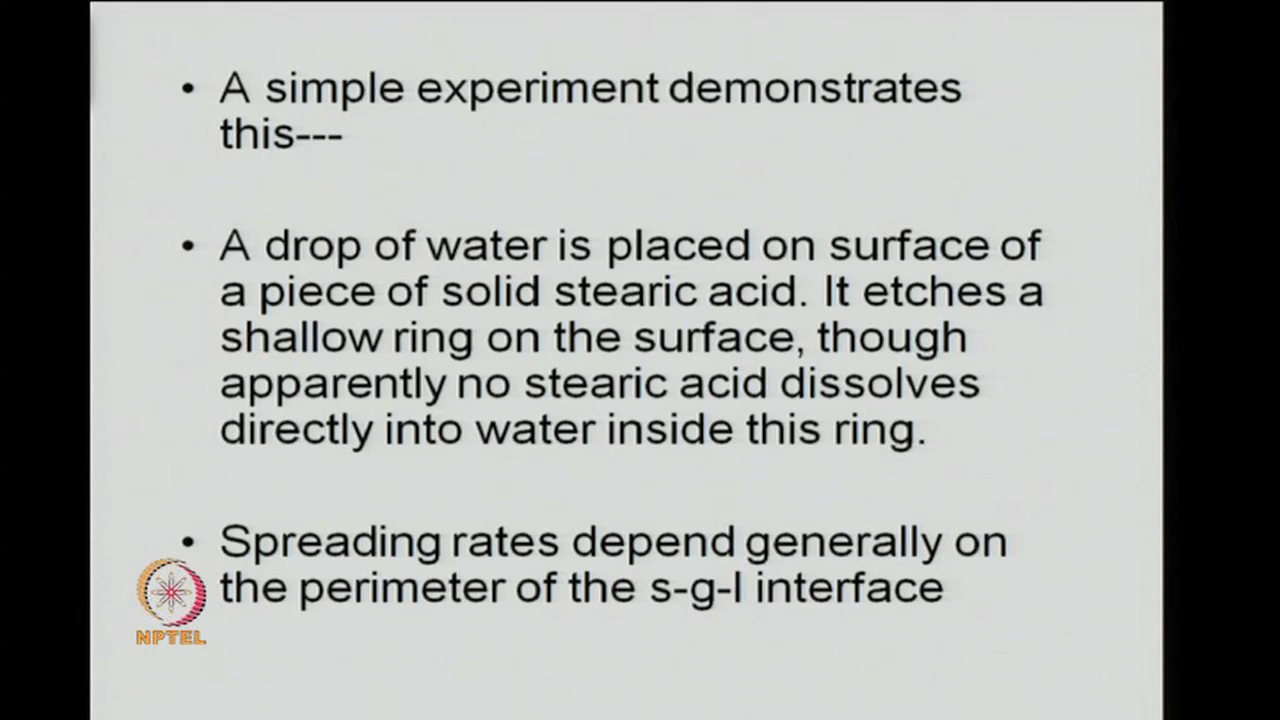 • A simple experiment demonstrates
this---
• A drop of water is placed on surface of
a piece of solid stearic acid. It etches a
shallow ring on the surface, though
apparently no stearic acid dissolves
directly into water inside this ring.
• Spreading rates depend generally on
the perimeter of the s-g-l interface
NPTEL